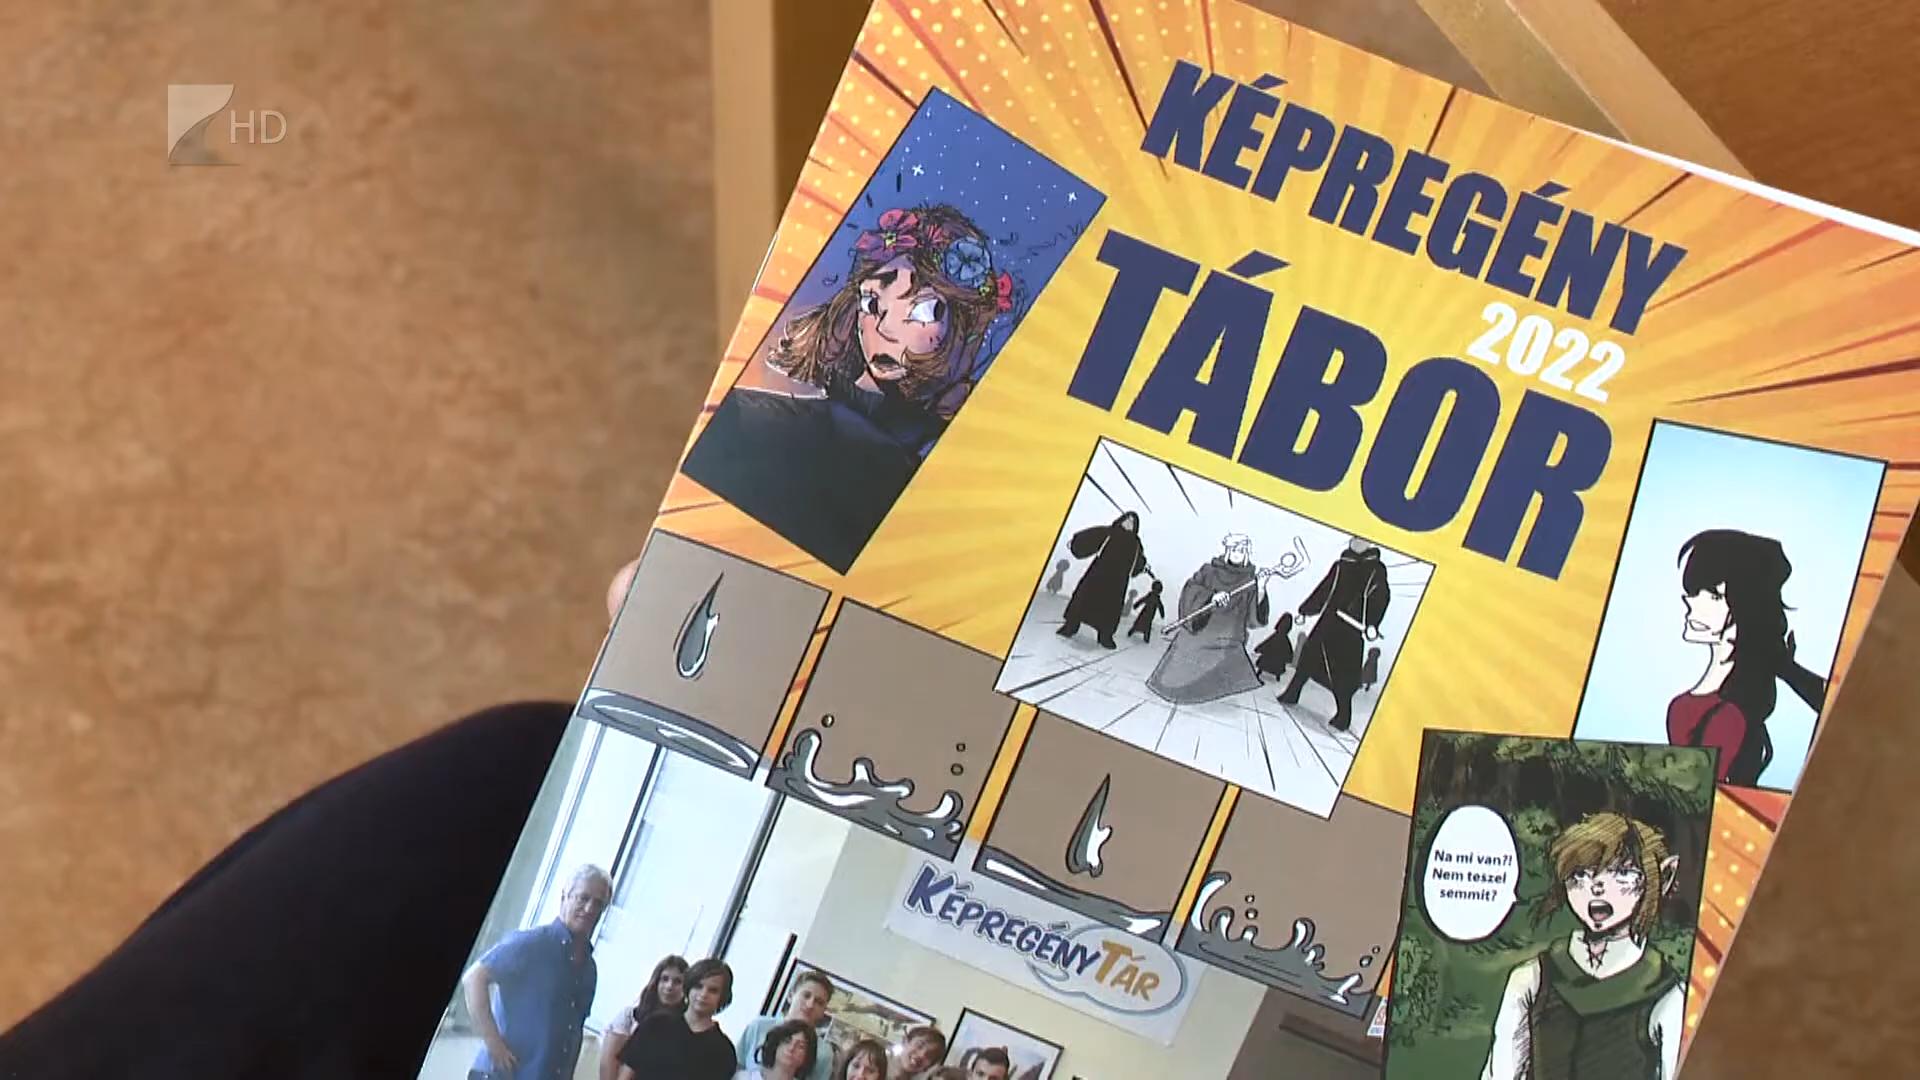 HD
KÉPREGÉNY
2022
TÁBOR
Na mi van?!
Nem teszel
semmit?
KÉPREGÉNYTÁR